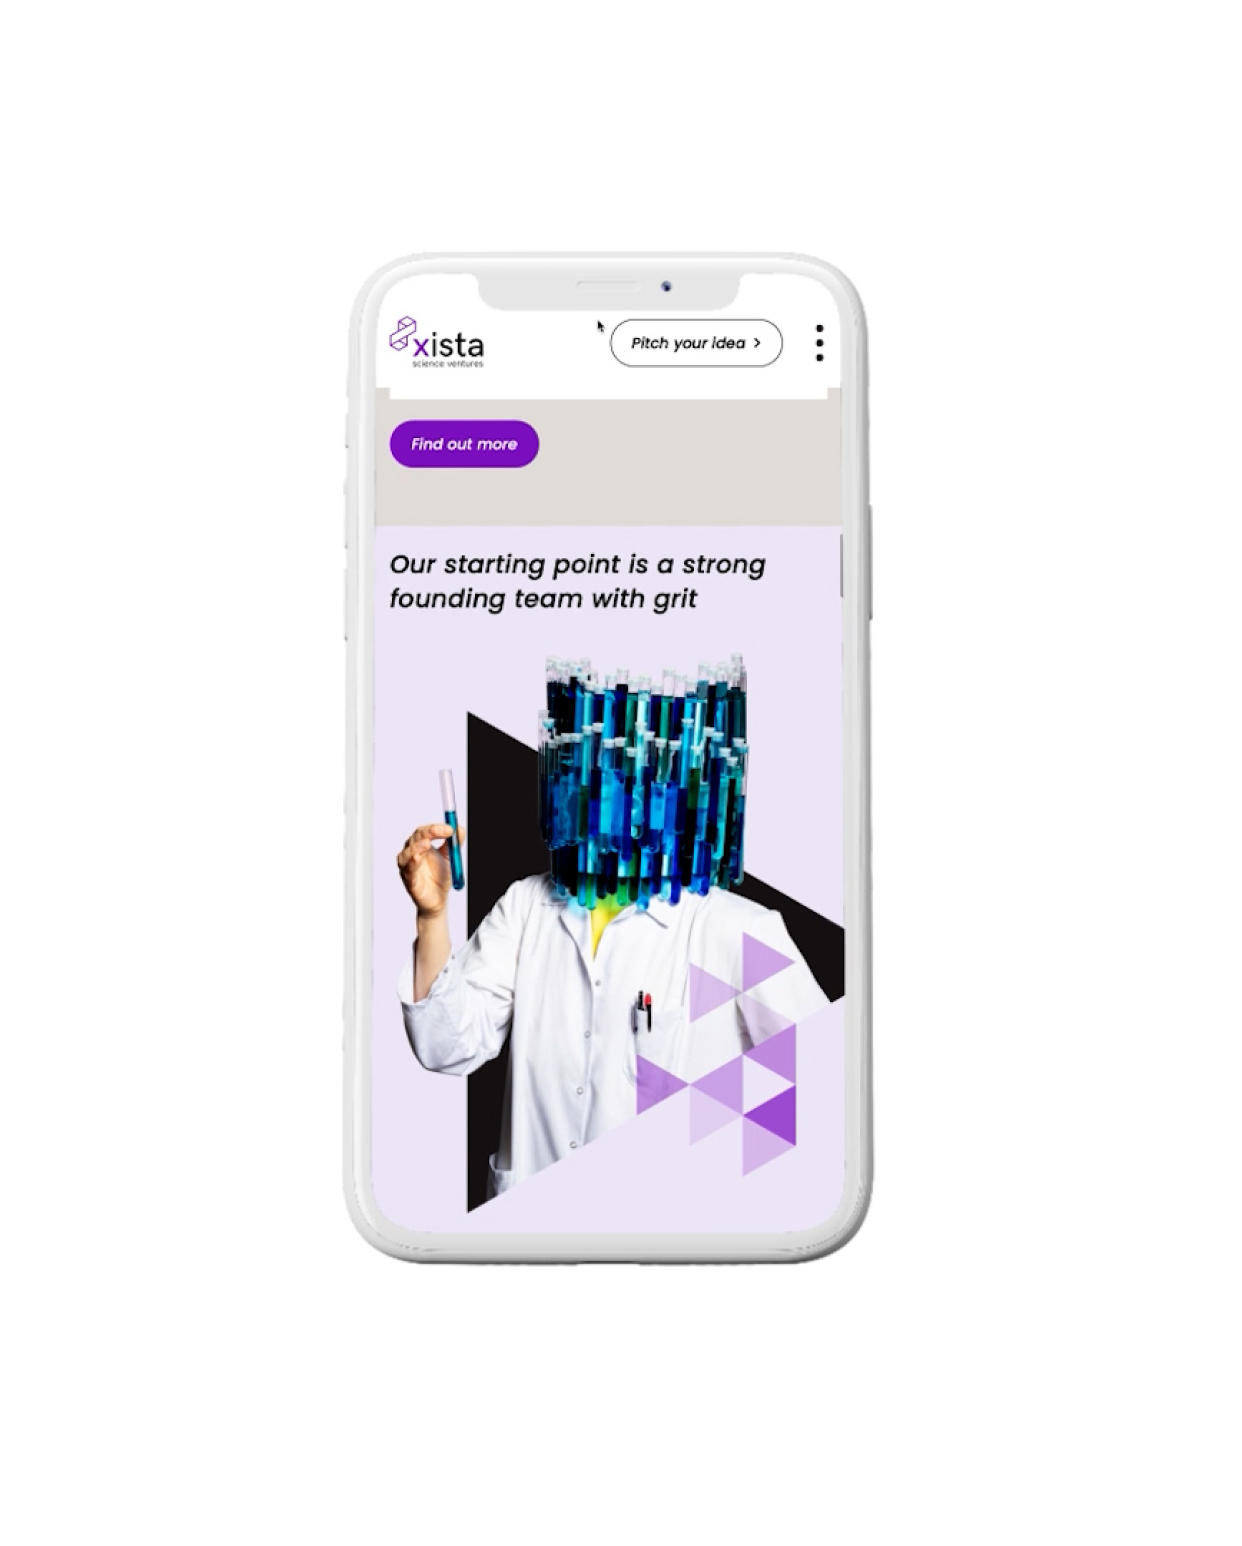 xista
science ventures
Pitch your idea >
Find out more
Our starting point is a strong
founding team with grit